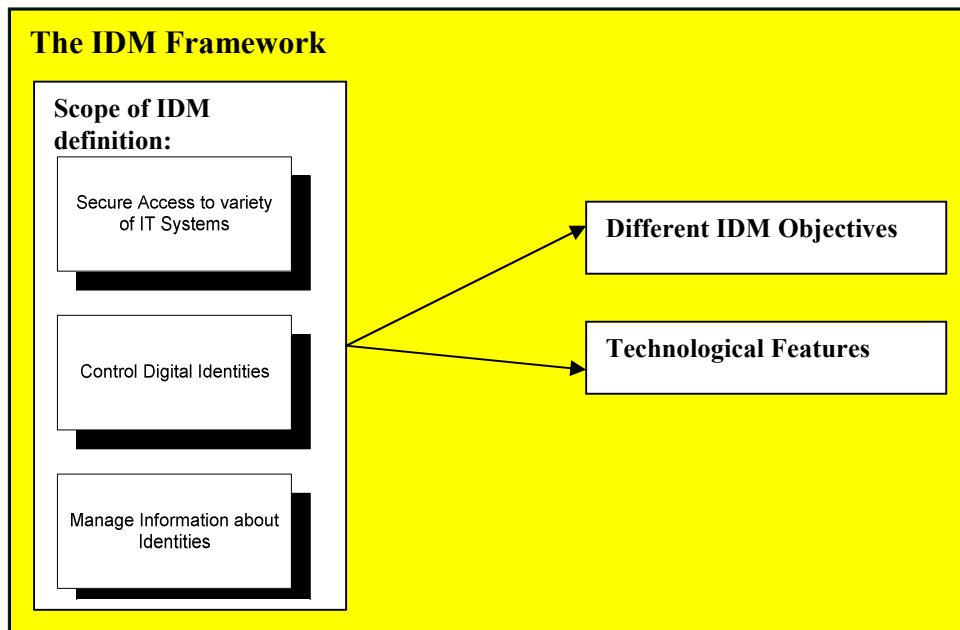 The IDM Framework
Scope of IDM
definition:
Secure Access to variety
of IT Systems
Control Digital Identities
Manage Information about
Identities
Different IDM Objectives
Technological Features